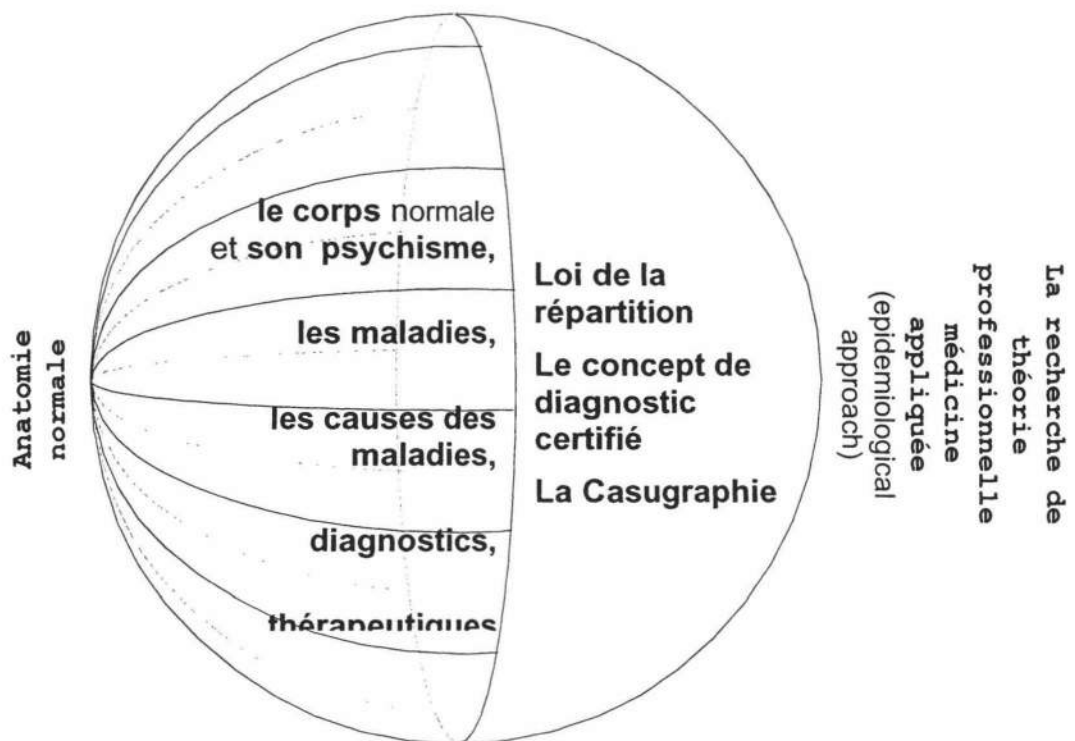 Anatomie
normale
le corps normale
et son psychisme,
les maladies,
les causes des
maladies,
diagnostics,
thérapeutiques
Loi de la
répartition
Le concept de
diagnostic
certifié
La Casugraphie
La recherche de
théorie
professionnelle
médicine
appliquée
(epidemiological
approach)